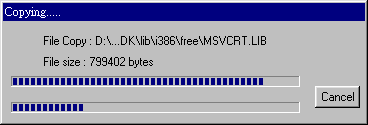 Copying.....
File Copy : D:\...DK\lib\i386\free\MSVCRT.LIB
File size : 799402 bytes
Cancel